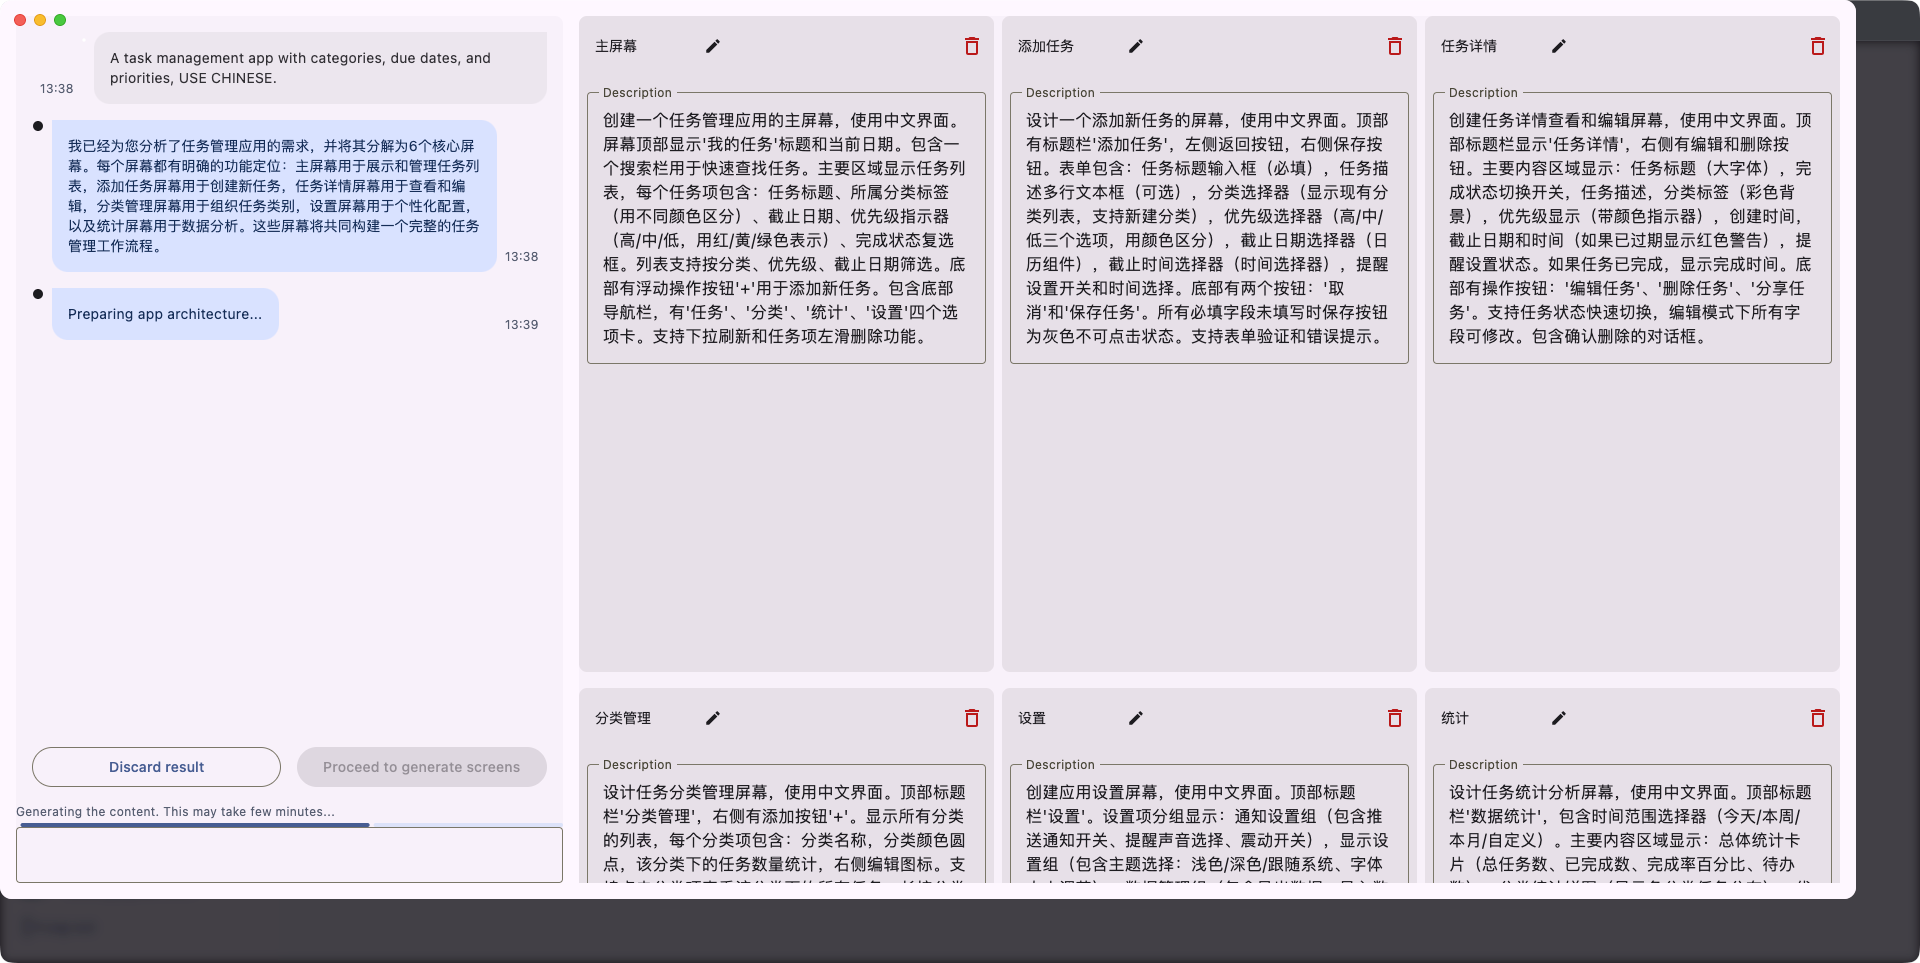 A task management app with categories, due dates, and
priorities, USE CHINESE.
13:38
我已经为您分析了任务管理应用的需求，并将其分解为6个核心屏
幕。每个屏幕都有明确的功能定位：主屏幕用于展示和管理任务列
表，添加任务屏幕用于创建新任务，任务详情屏幕用于查看和编
辑，分类管理屏幕用于组织任务类别，设置屏幕用于个性化配置，
以及统计屏幕用于数据分析。这些屏幕将共同构建一个完整的任务
管理工作流程。
13:38
Preparing app architecture...
13:39
Discard result
Proceed to generate screens
Generating the content. This may take few minutes...
主屏幕
Description
创建一个任务管理应用的主屏幕，使用中文界面。
屏幕顶部显示'我的任务'标题和当前日期。包含一
个搜索栏用于快速查找任务。主要区域显示任务列
表，每个任务项包含：任务标题、所属分类标签
（用不同颜色区分）、截止日期、优先级指示器
（高/中/低，用红/黄/绿色表示）、完成状态复选
框。列表支持按分类、优先级、截止日期筛选。底
部有浮动操作按钮'+'用于添加新任务。包含底部
导航栏，有'任务'、'分类'、'统计'、'设置'四个选
项卡。支持下拉刷新和任务项左滑删除功能。
添加任务
Description
设计一个添加新任务的屏幕，使用中文界面。顶部
有标题栏'添加任务'，左侧返回按钮，右侧保存按
钮。表单包含：任务标题输入框（必填），任务描
述多行文本框（可选），分类选择器（显示现有分
类列表，支持新建分类），优先级选择器（高/中/
低三个选项，用颜色区分），截止日期选择器（日
历组件），截止时间选择器（时间选择器），提醒
设置开关和时间选择。底部有两个按钮：'取
消'和'保存任务'。所有必填字段未填写时保存按钮
为灰色不可点击状态。支持表单验证和错误提示。
任务详情
Description
创建任务详情查看和编辑屏幕，使用中文界面。顶
部标题栏显示'任务详情'，右侧有编辑和删除按
钮。主要内容区域显示：任务标题（大字体），完
成状态切换开关，任务描述，分类标签（彩色背
景），优先级显示（带颜色指示器），创建时间，
截止日期和时间（如果已过期显示红色警告），提
醒设置状态。如果任务已完成，显示完成时间。底
部有操作按钮：'编辑任务'、'删除任务'、'分享任
务'。支持任务状态快速切换，编辑模式下所有字
段可修改。包含确认删除的对话框。
分类管理
Description
设计任务分类管理屏幕，使用中文界面。顶部标题
栏'分类管理'，右侧有添加按钮'+'。显示所有分类
的列表，每个分类项包含：分类名称，分类颜色圆
点，该分类下的任务数量统计，右侧编辑图标。支
设置
Description
创建应用设置屏幕，使用中文界面。顶部标题
栏'设置'。设置项分组显示：通知设置组（包含推
送通知开关、提醒声音选择、震动开关），显示设
置组（包含主题选择：浅色/深色/跟随系统、字体
统计
Description
设计任务统计分析屏幕，使用中文界面。顶部标题
栏'数据统计'，包含时间范围选择器（今天/本周/
本月/自定义）。主要内容区域显示：总体统计卡
片（总任务数、已完成数、完成率百分比、待办